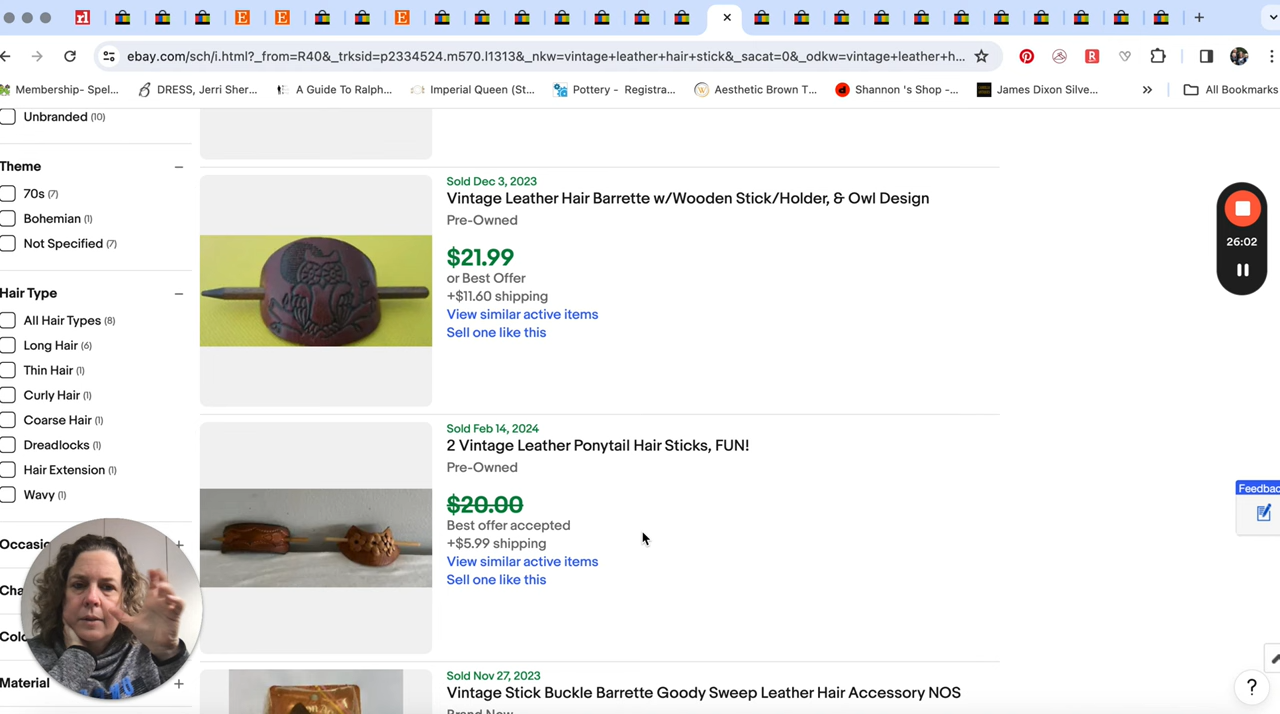 ebay.com/sch/i.html?_from=R40&_trksid=p2334524.m570.l1313&_nkw=vintage+leather+hair+stick&_sacat=0&_odkw=vintage+leather+h...
Membership- Spel...
DRESS, Jerri Sher...
A Guide To Ralph...
Imperial Queen (St...
Pottery - Registra...
Aesthetic Brown T...
Shannon 's Shop -...
James Dixon Silve...
»
All Bookmarks
Unbranded (10)
Theme
70s (7)
Bohemian (1)
Not Specified (7)
Hair Type
All Hair Types (8)
Long Hair (6)
Thin Hair (1)
Curly Hair (1)
Coarse Hair (1)
Dreadlocks (1)
Hair Extension (1)
Wavy (1)
Occasi
Cha
Colo
Material
Sold Dec 3, 2023
Vintage Leather Hair Barrette w/Wooden Stick/Holder, & Owl Design
Pre-Owned
$21.99
or Best Offer
+$11.60 shipping
View similar active items
Sell one like this
Sold Feb 14, 2024
2 Vintage Leather Ponytail Hair Sticks, FUN!
Pre-Owned
$20.00
Best offer accepted
+$5.99 shipping
View similar active items
Sell one like this
Sold Nov 27, 2023
Vintage Stick Buckle Barrette Goody Sweep Leather Hair Accessory NOS
Brand New
26:02
Feedbac
?